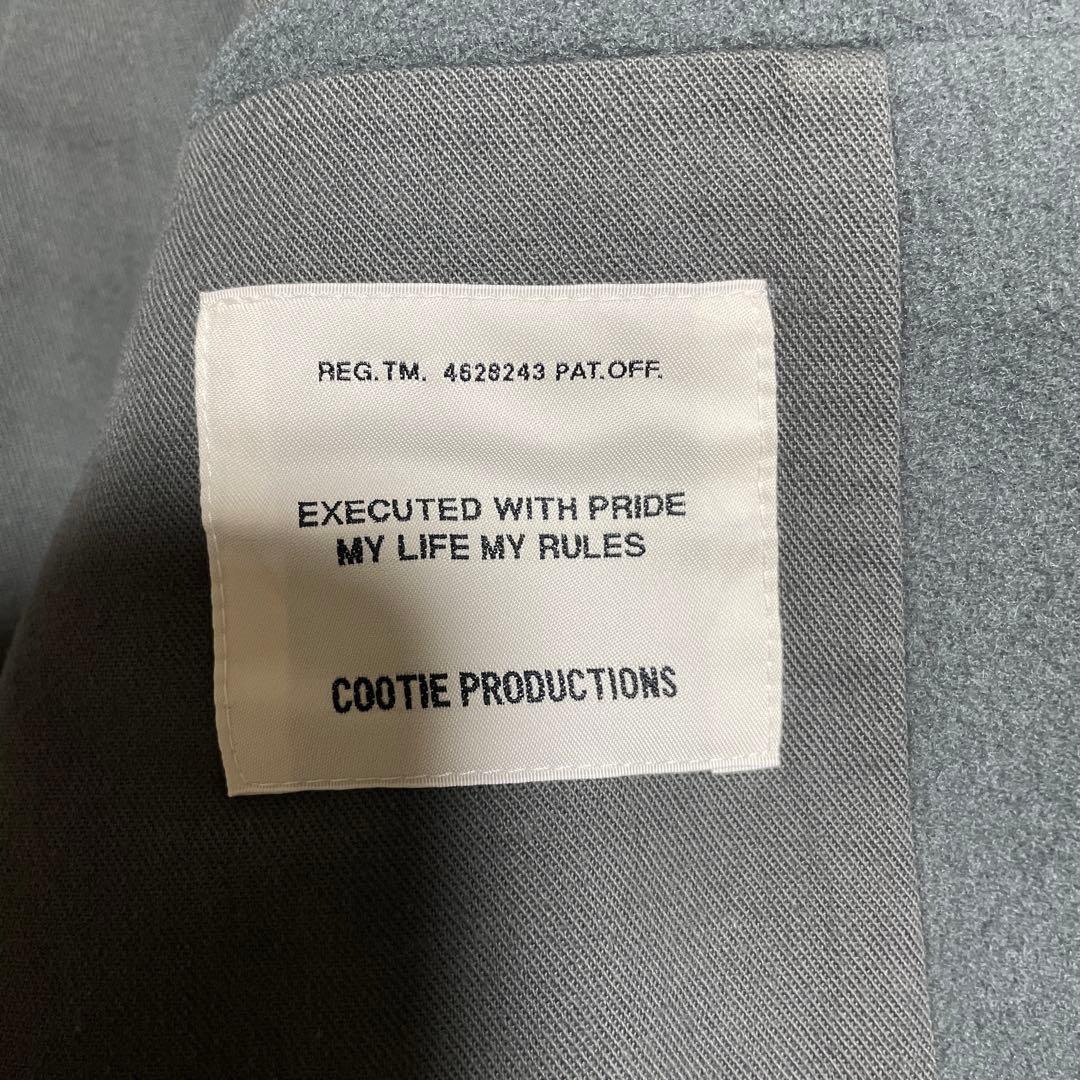 REG.TM. 4628243 PAT.OFF.
EXECUTED WITH PRIDE
MY LIFE MY RULES
COOTIE PRODUCTIONS